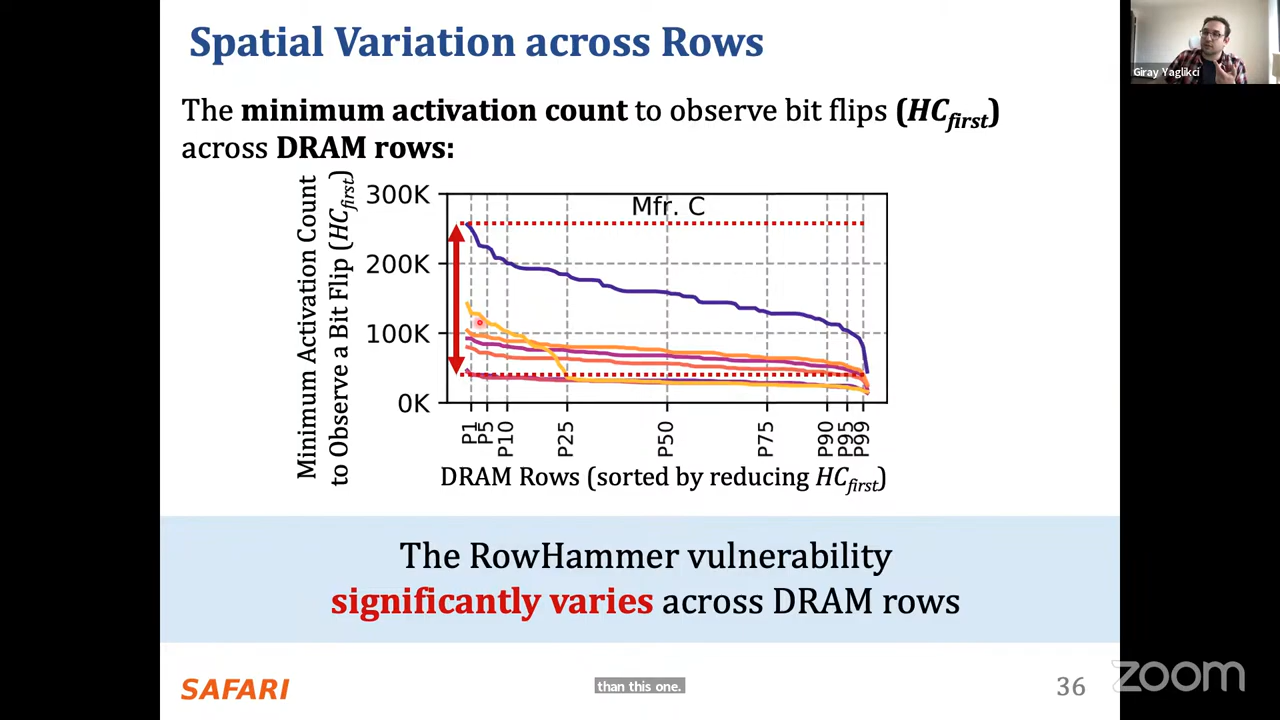 Spatial Variation across Rows
Giray Yaglikci
The minimum activation count to observe bit flips (HCfirst)
across DRAM rows:
Minimum Activation Count
to Observe a Bit Flip (HCfirst)
300K
200K
100K
0K
Mfr. C
P1
P5
P10
P25
P50
P75
P90
P95
P99
DRAM Rows (sorted by reducing HCfirst)
The RowHammer vulnerability
significantly varies across DRAM rows
SAFARI
than this one.
36
zoom